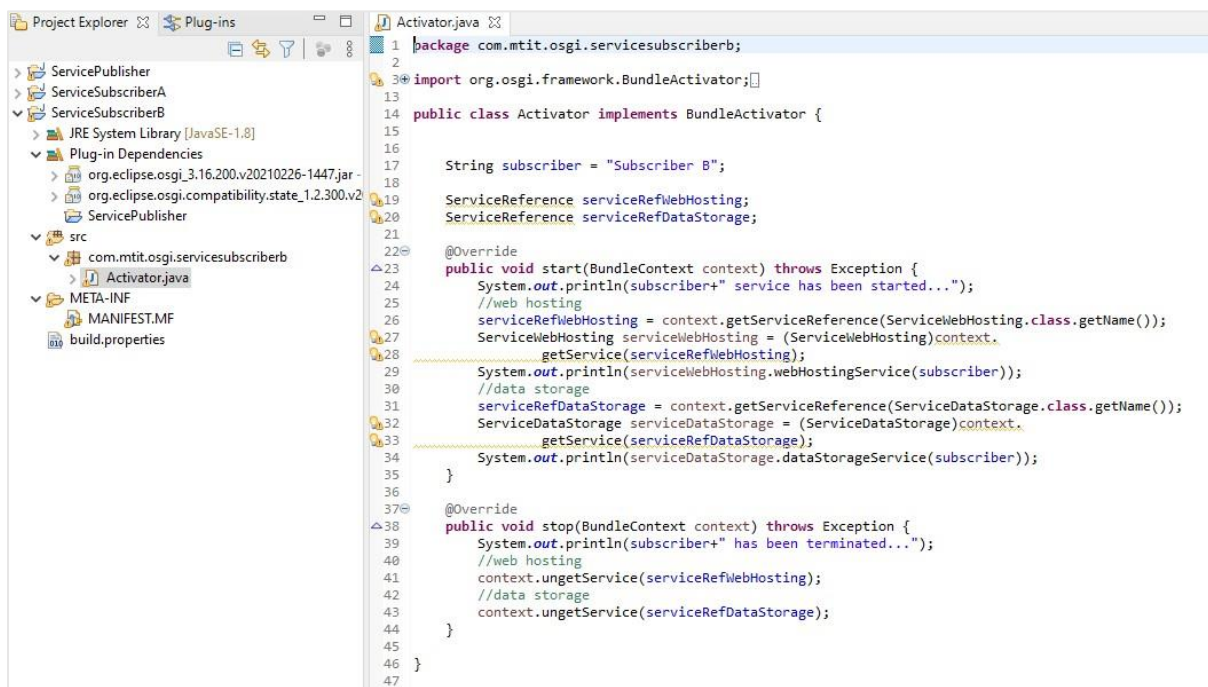 Project Explorer Plug-ins
ServicePublisher
ServiceSubscriberA
ServiceSubscriberB
JRE System Library [JavaSE-1.8]
Plug-in Dependencies
org.eclipse.osgi_3.16.200.v20210226-1447.jar -
org.eclipse.osgi.compatibility.state_1.2.300.v2
ServicePublisher
src
com.mtit.osgi.servicesubscriberb
Activator.java
META-INF
MANIFEST.MF
build.properties
Activator.java
1 package com.mtit.osgi.servicesubscriberb;
2
3 import org.osgi.framework.BundleActivator;
13
14 public class Activator implements BundleActivator {
15
16
17 String subscriber = "Subscriber B";
18
19 ServiceReference serviceRefWebHosting;
20 ServiceReference serviceRefDataStorage;
21
22 @Override
23 public void start(BundleContext context) throws Exception {
24 System.out.println(subscriber+" service has been started...");
25 //web hosting
26 serviceRefWebHosting = context.getServiceReference(ServiceWebHosting.class.getName());
27 ServiceWebHosting serviceWebHosting = (ServiceWebHosting)context.
28 getService(serviceRefWebHosting);
29 System.out.println(serviceWebHosting.webHostingService(subscriber));
30 //data storage
31 serviceRefDataStorage = context.getServiceReference(ServiceDataStorage.class.getName());
32 ServiceDataStorage serviceDataStorage = (ServiceDataStorage)context.
33 getService(serviceRefDataStorage);
34 System.out.println(serviceDataStorage.dataStorageService(subscriber));
35 }
36
37 @Override
38 public void stop(BundleContext context) throws Exception {
39 System.out.println(subscriber+" has been terminated...");
40 //web hosting
41 context.ungetService(serviceRefWebHosting);
42 //data storage
43 context.ungetService(serviceRefDataStorage);
44 }
45
46 }
47